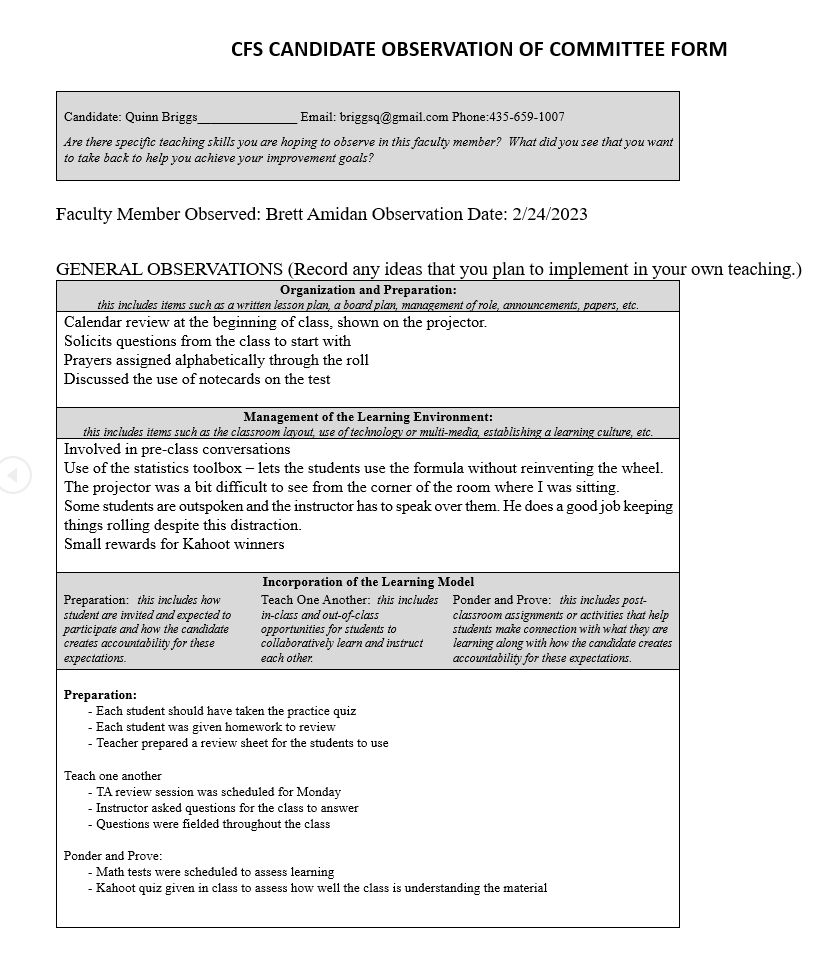 CFS CANDIDATE OBSERVATION OF COMMITTEE FORM
Candidate: Quinn Briggs_______________ Email: briggsq@gmail.com Phone:435-659-1007
Are there specific teaching skills you are hoping to observe in this faculty member?  What did you see that you want
to take back to help you achieve your improvement goals?
Faculty Member Observed: Brett Amidan Observation Date: 2/24/2023
GENERAL OBSERVATIONS (Record any ideas that you plan to implement in your own teaching.)
Organization and Preparation:
this includes items such as a written lesson plan, a board plan, management of role, announcements, papers, etc.
Calendar review at the beginning of class, shown on the projector.
Solicits questions from the class to start with
Prayers assigned alphabetically through the roll
Discussed the use of notecards on the test
Management of the Learning Environment:
this includes items such as the classroom layout, use of technology or multi-media, establishing a learning culture, etc.
Involved in pre-class conversations
Use of the statistics toolbox – lets the students use the formula without reinventing the wheel.
The projector was a bit difficult to see from the corner of the room where I was sitting.
Some students are outspoken and the instructor has to speak over them. He does a good job keeping
things rolling despite this distraction.
Small rewards for Kahoot winners
Incorporation of the Learning Model
Preparation:  this includes how
student are invited and expected to
participate and how the candidate
creates accountability for these
expectations.
Teach One Another:  this includes
in-class and out-of-class
opportunities for students to
collaboratively learn and instruct
each other.
Ponder and Prove:  this includes post-
classroom assignments or activities that help
students make connection with what they are
learning along with how the candidate creates
accountability for these expectations.
Preparation:
- Each student should have taken the practice quiz
- Each student was given homework to review
- Teacher prepared a review sheet for the students to use
Teach one another
- TA review session was scheduled for Monday
- Instructor asked questions for the class to answer
- Questions were fielded throughout the class
Ponder and Prove:
- Math tests were scheduled to assess learning
- Kahoot quiz given in class to assess how well the class is understanding the material